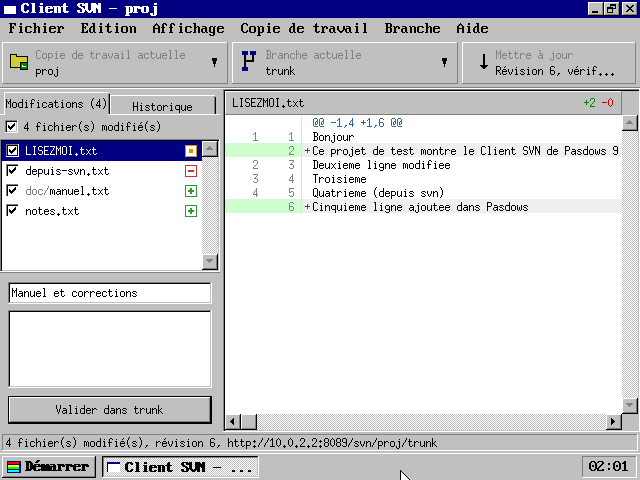 Client SVN - proj
Fichier Edition Affichage Copie de travail Branche Aide
Copie de travail actuelle
proj
Branche actuelle
trunk
Mettre à jour
Révision 6, vérif...
Modifications (4)
Historique
4 fichier(s) modifié(s)
LISEZMOI.txt
depuis-svn.txt
doc/manuel.txt
notes.txt
Manuel et corrections
Valider dans trunk
LISEZMOI.txt +2 -0
@@ -1,4 +1,6 @@
1 1 Bonjour
2 +Ce projet de test montre le Client SVN de Pasdows 9
2 3 Deuxieme ligne modifiee
3 4 Troisieme
4 5 Quatrieme (depuis svn)
6 +Cinquieme ligne ajoutee dans Pasdows
4 fichier(s) modifié(s), révision 6, http://10.0.2.2:8089/svn/proj/trunk
Démarrer
Client SVN - ...
02:01